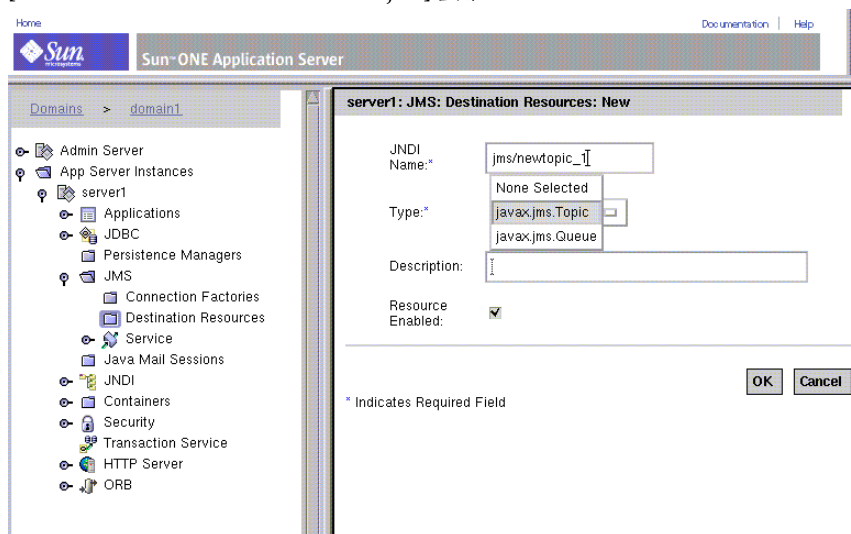 Home
Documentation | Help
Sun
microsystems
Sun™ ONE Application Server
Domains > domain1
Admin Server
App Server Instances
server1
Applications
JDBC
Persistence Managers
JMS
Connection Factories
Destination Resources
Service
Java Mail Sessions
JNDI
Containers
Security
Transaction Service
HTTP Server
ORB
server1: JMS: Destination Resources: New
JNDI
Name:*
jms/newtopic_1
None Selected
Type:*
javax.jms.Topic
javax.jms.Queue
Description:
Resource
Enabled:
OK
Cancel
* Indicates Required Field